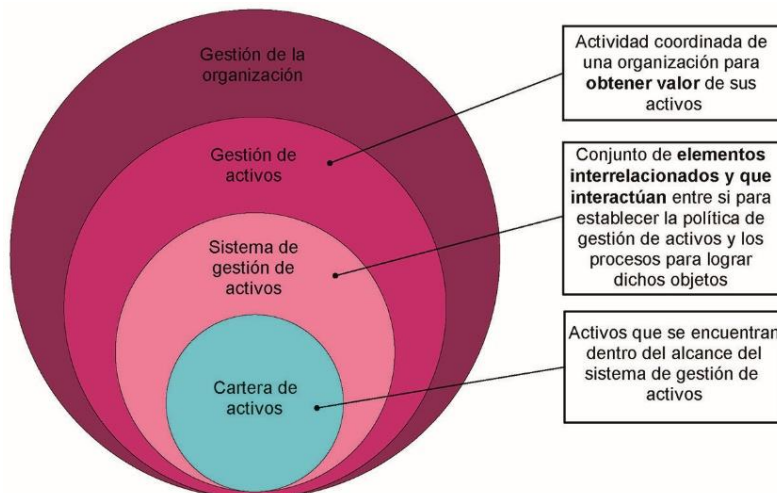 Gestión de la
organización
Gestión de
activos
Sistema de
gestión de
activos
Cartera de
activos
Actividad coordinada de
una organización para
obtener valor de sus
activos
Conjunto de elementos
interrelacionados y que
interactúan entre si para
establecer la política de
gestión de activos y los
procesos para lograr
dichos objetos
Activos que se encuentran
dentro del alcance del
sistema de gestión de
activos